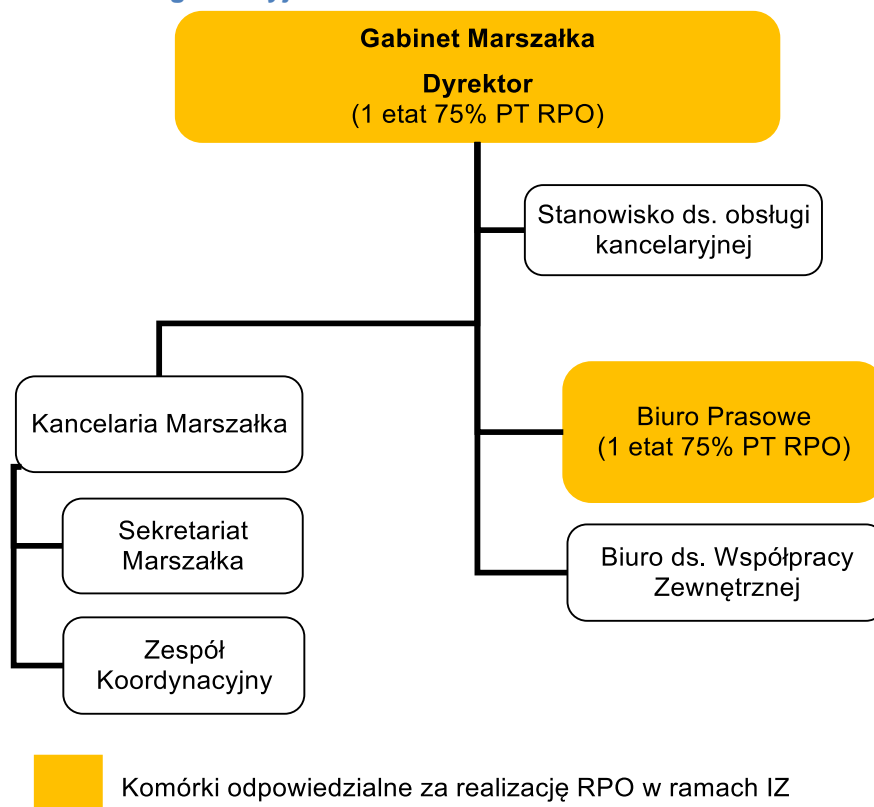 Gabinet Marszałka
Dyrektor
(1 etat 75% PT RPO)
Stanowisko ds. obsługi
kancelaryjnej
Kancelaria Marszałka
Biuro Prasowe
(1 etat 75% PT RPO)
Sekretariat
Marszałka
Biuro ds. Współpracy
Zewnętrznej
Zespół
Koordynacyjny
Komórki odpowiedzialne za realizację RPO w ramach IZ